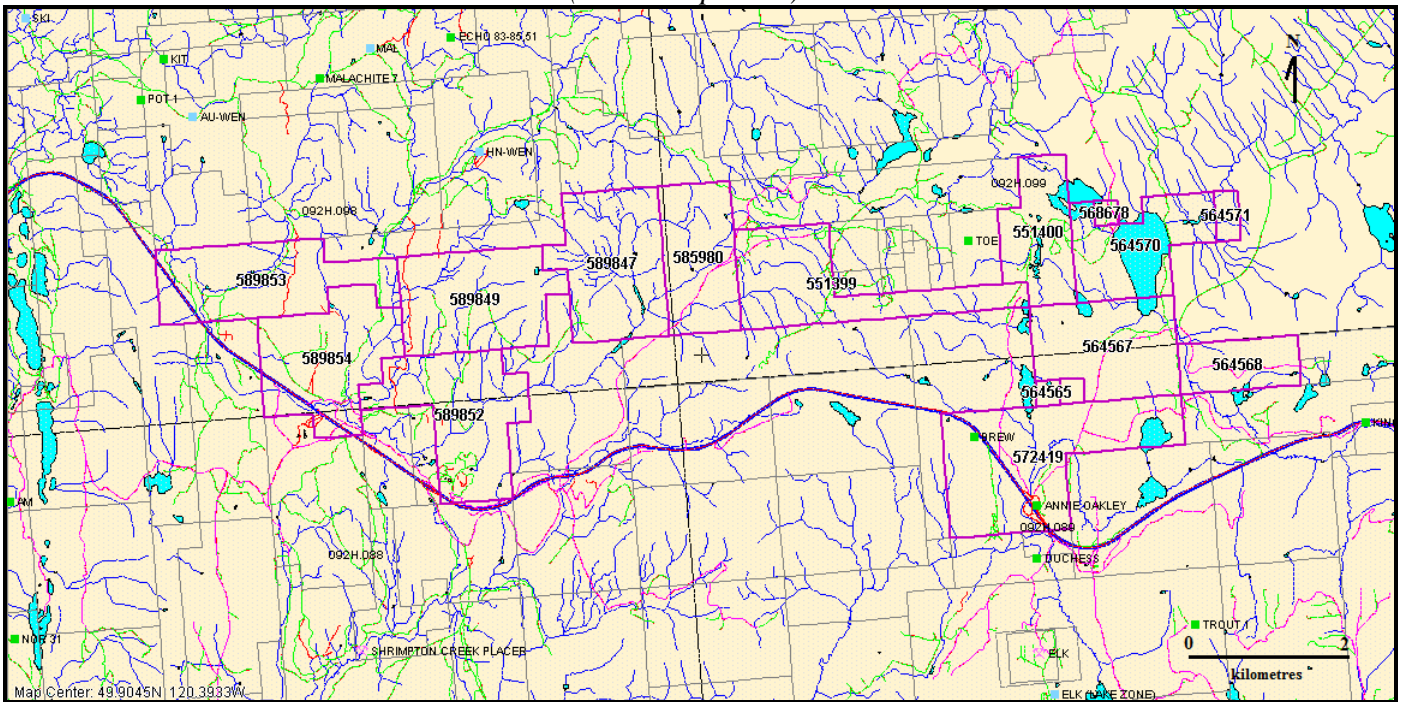 SKI
ECHO 83-85,51
MAL
KIT
MALACHITE 7
POT 1
AU-WEN
HN-WEN
N
092H.099
092H.098
568678
564571
551400
564570
TOE
589853
589849
589847
585980
551399
589854
564567
564568
564565
589852
BREW
572419
AM
ANNIE OAKLEY
092H.089
092H.088
DUCHESS
NOR 31
TROUT 1
SHRIMPTON CREEK PLACER
ELK
0 2
kilometres
Map Center: 49.9045N 120.3933W
ELK (LAKE ZONE)